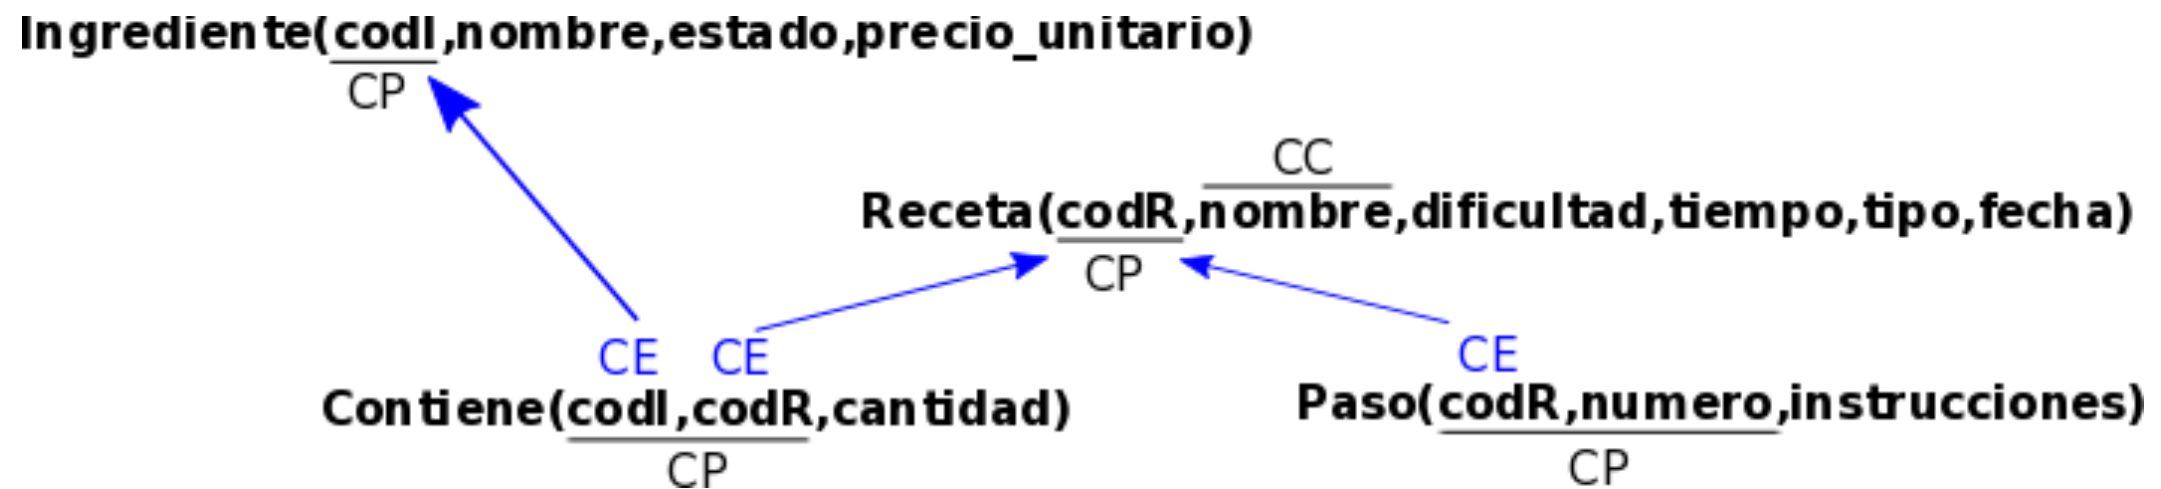 Ingrediente(codI,nombre,estado,precio_unitario)
CP
CC
Receta(codR,nombre,dificultad,tiempo,tipo,fecha)
CP
CE CE
Contiene(codI,codR,cantidad)
CP
CE
Paso(codR,numero,instrucciones)
CP